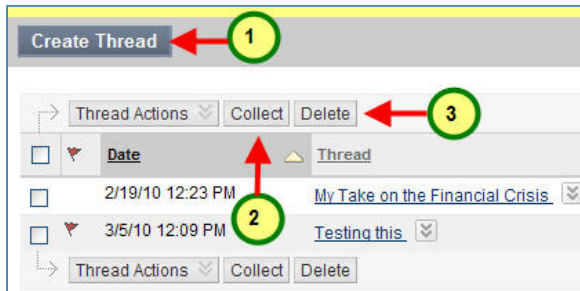 Create Thread 1
Thread Actions Collect Delete 3
Date Thread
2/19/10 12:23 PM My Take on the Financial Crisis
2
3/5/10 12:09 PM Testing this
Thread Actions Collect Delete